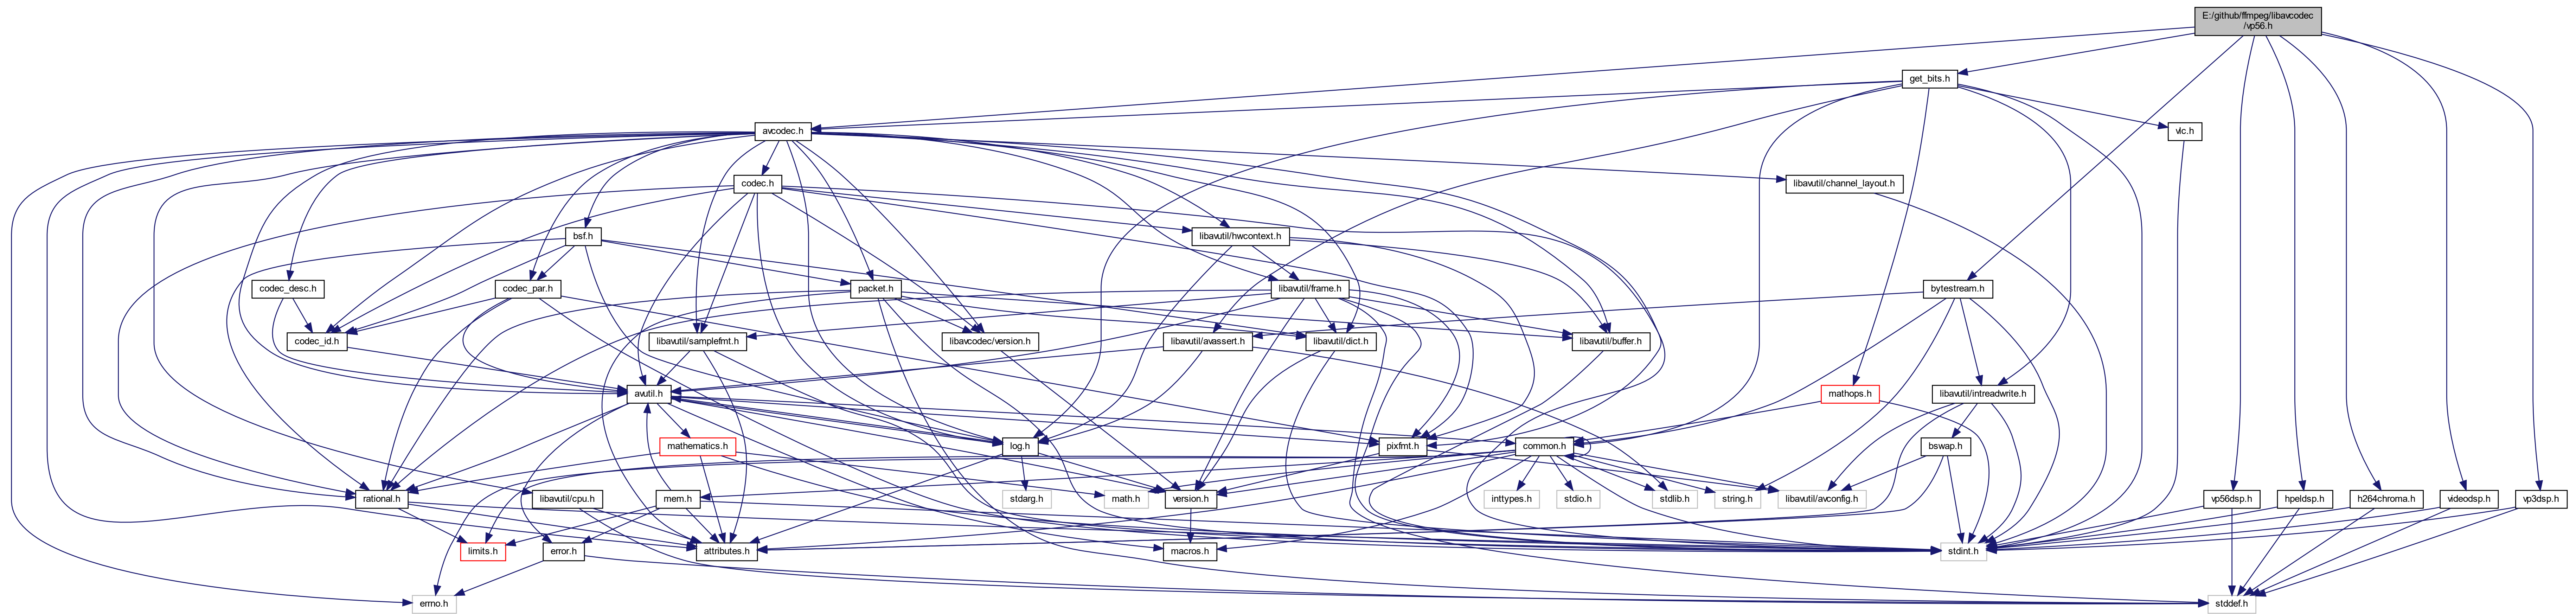 E:/github/ffmpeg/libavcodec
/vp56.h
get_bits.h
avcodec.h
vlc.h
codec.h
libavutil/channel_layout.h
bsf.h
libavutil/hwcontext.h
codec_desc.h
codec_par.h
packet.h
libavutil/frame.h
bytestream.h
codec_id.h
libavutil/samplefmt.h
libavcodec/version.h
libavutil/avassert.h
libavutil/dict.h
libavutil/buffer.h
avutil.h
mathops.h
libavutil/intreadwrite.h
mathematics.h
log.h
pixfmt.h
common.h
bswap.h
rational.h
libavutil/cpu.h
mem.h
stdarg.h
math.h
version.h
inttypes.h
stdio.h
stdlib.h
string.h
libavutil/avconfig.h
vp56dsp.h
hpeldsp.h
h264chroma.h
videodsp.h
vp3dsp.h
limits.h
error.h
attributes.h
macros.h
stdint.h
errno.h
stddef.h